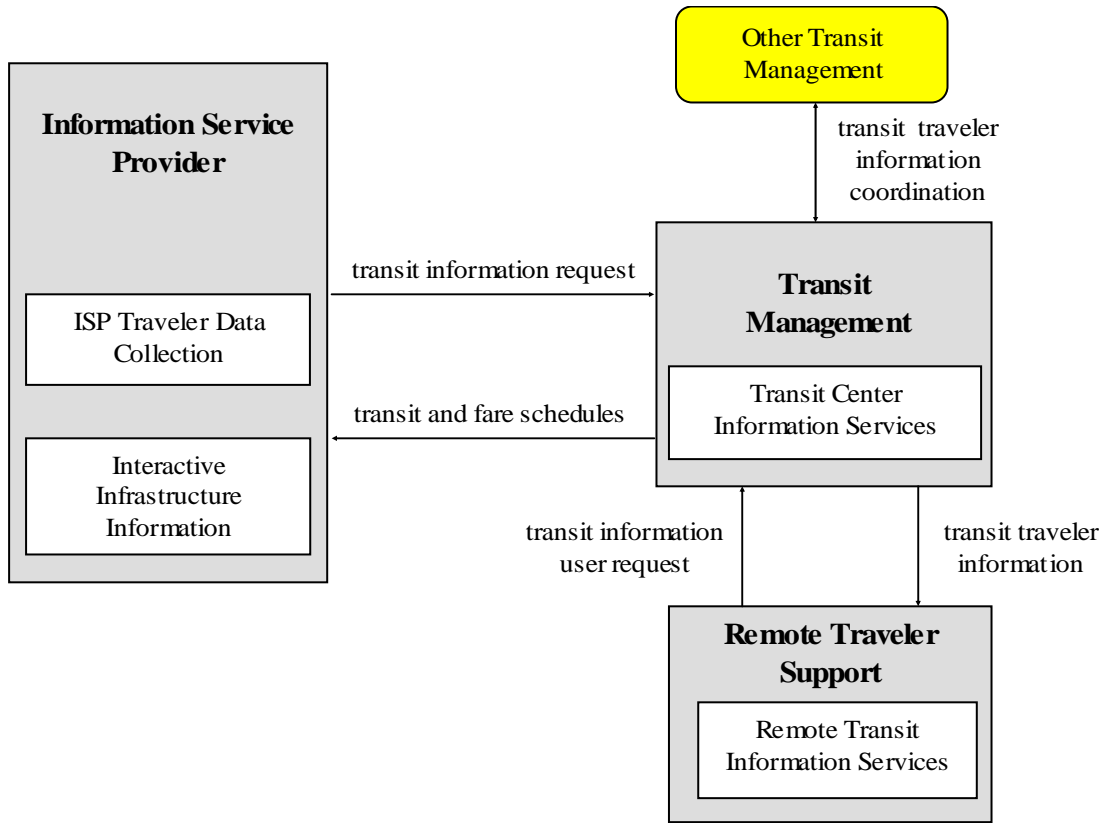 Other Transit
Management
Information Service
Provider
transit traveler
information
coordination
transit information request
Transit
Management
ISP Traveler Data
Collection
Transit Center
Information Services
transit and fare schedules
Interactive
Infrastructure
Information
transit information
user request
transit traveler
information
Remote Traveler
Support
Remote Transit
Information Services